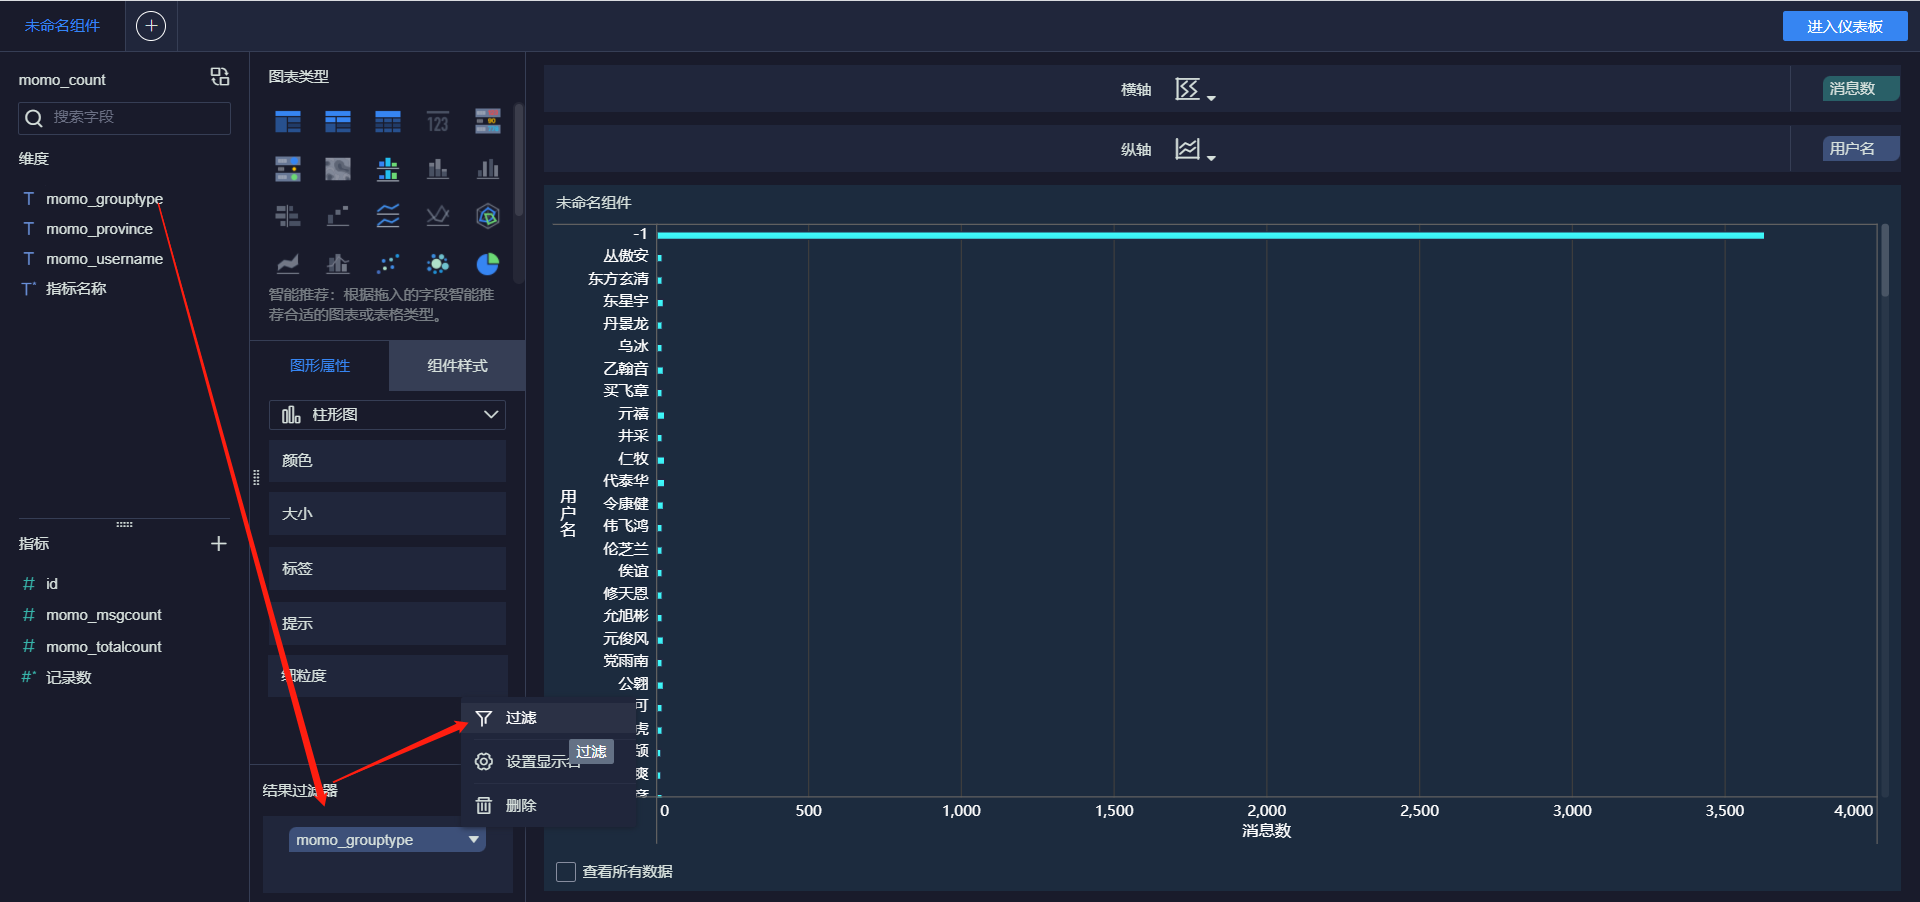 未命名组件
进入仪表板
momo_count
搜索字段
维度
T momo_grouptype
T momo_province
T momo_username
T* 指标名称
指标
# id
# momo_msgcount
# momo_totalcount
#* 记录数
图表类型
123
智能推荐：根据拖入的字段智能推
荐合适的图表或表格类型。
图形属性
组件样式
柱形图
颜色
大小
标签
提示
细粒度
结果过滤器
momo_grouptype
过滤
设置显示名
过滤
删除
横轴
消息数
纵轴
用户名
未命名组件
用户名
-1
丛傲安
东方玄清
东星宇
丹景龙
乌冰
乙翰音
买飞章
亓禧
井采
仁牧
代泰华
令康健
伟飞鸿
伦芝兰
俟谊
修天恩
允旭彬
元俊风
党雨南
公翱
可
虎
颀
爽
0
500
1,000
1,500
2,000
2,500
3,000
3,500
4,000
消息数
查看所有数据